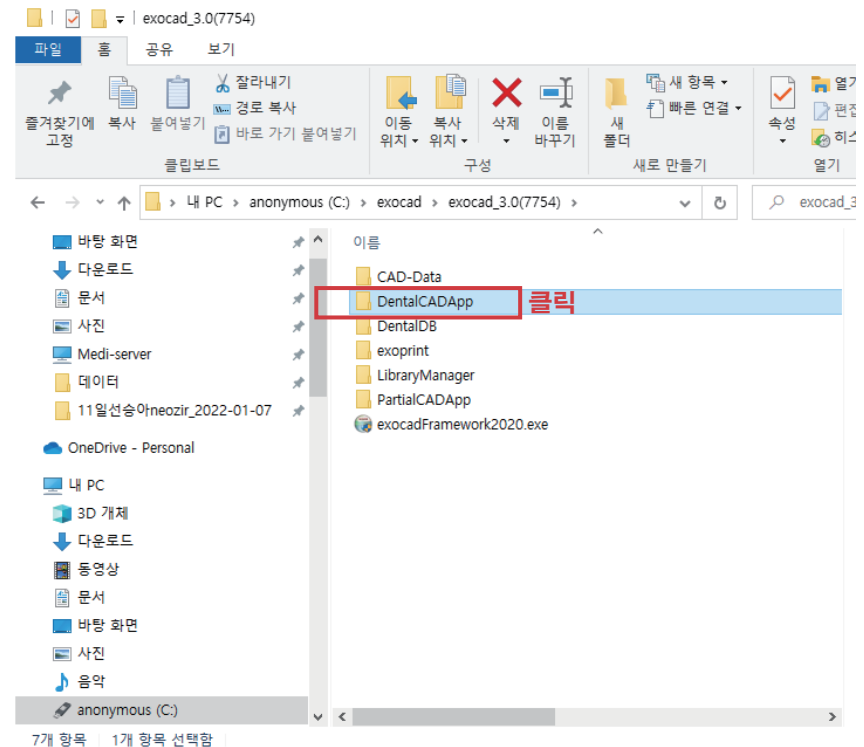 exocad_3.0(7754)
파일 홈 공유 보기
즐겨찾기에 고정
복사
붙여넣기
잘라내기
경로 복사
바로 가기 붙여넣기
클립보드
이동 위치
복사 위치
삭제
이름 바꾸기
구성
새 폴더
새 항목
빠른 연결
새로 만들기
속성
열기
편집
히스
열기
내 PC > anonymous (C:) > exocad > exocad_3.0(7754) >
exocad_3
바탕 화면
다운로드
문서
사진
Medi-server
데이터
11일선승아neozir_2022-01-07
OneDrive - Personal
내 PC
3D 개체
다운로드
동영상
문서
바탕 화면
사진
음악
anonymous (C:)
이름
CAD-Data
DentalCADApp 클릭
DentalDB
exoprint
LibraryManager
PartialCADApp
exocadFramework2020.exe
7개 항목 1개 항목 선택함